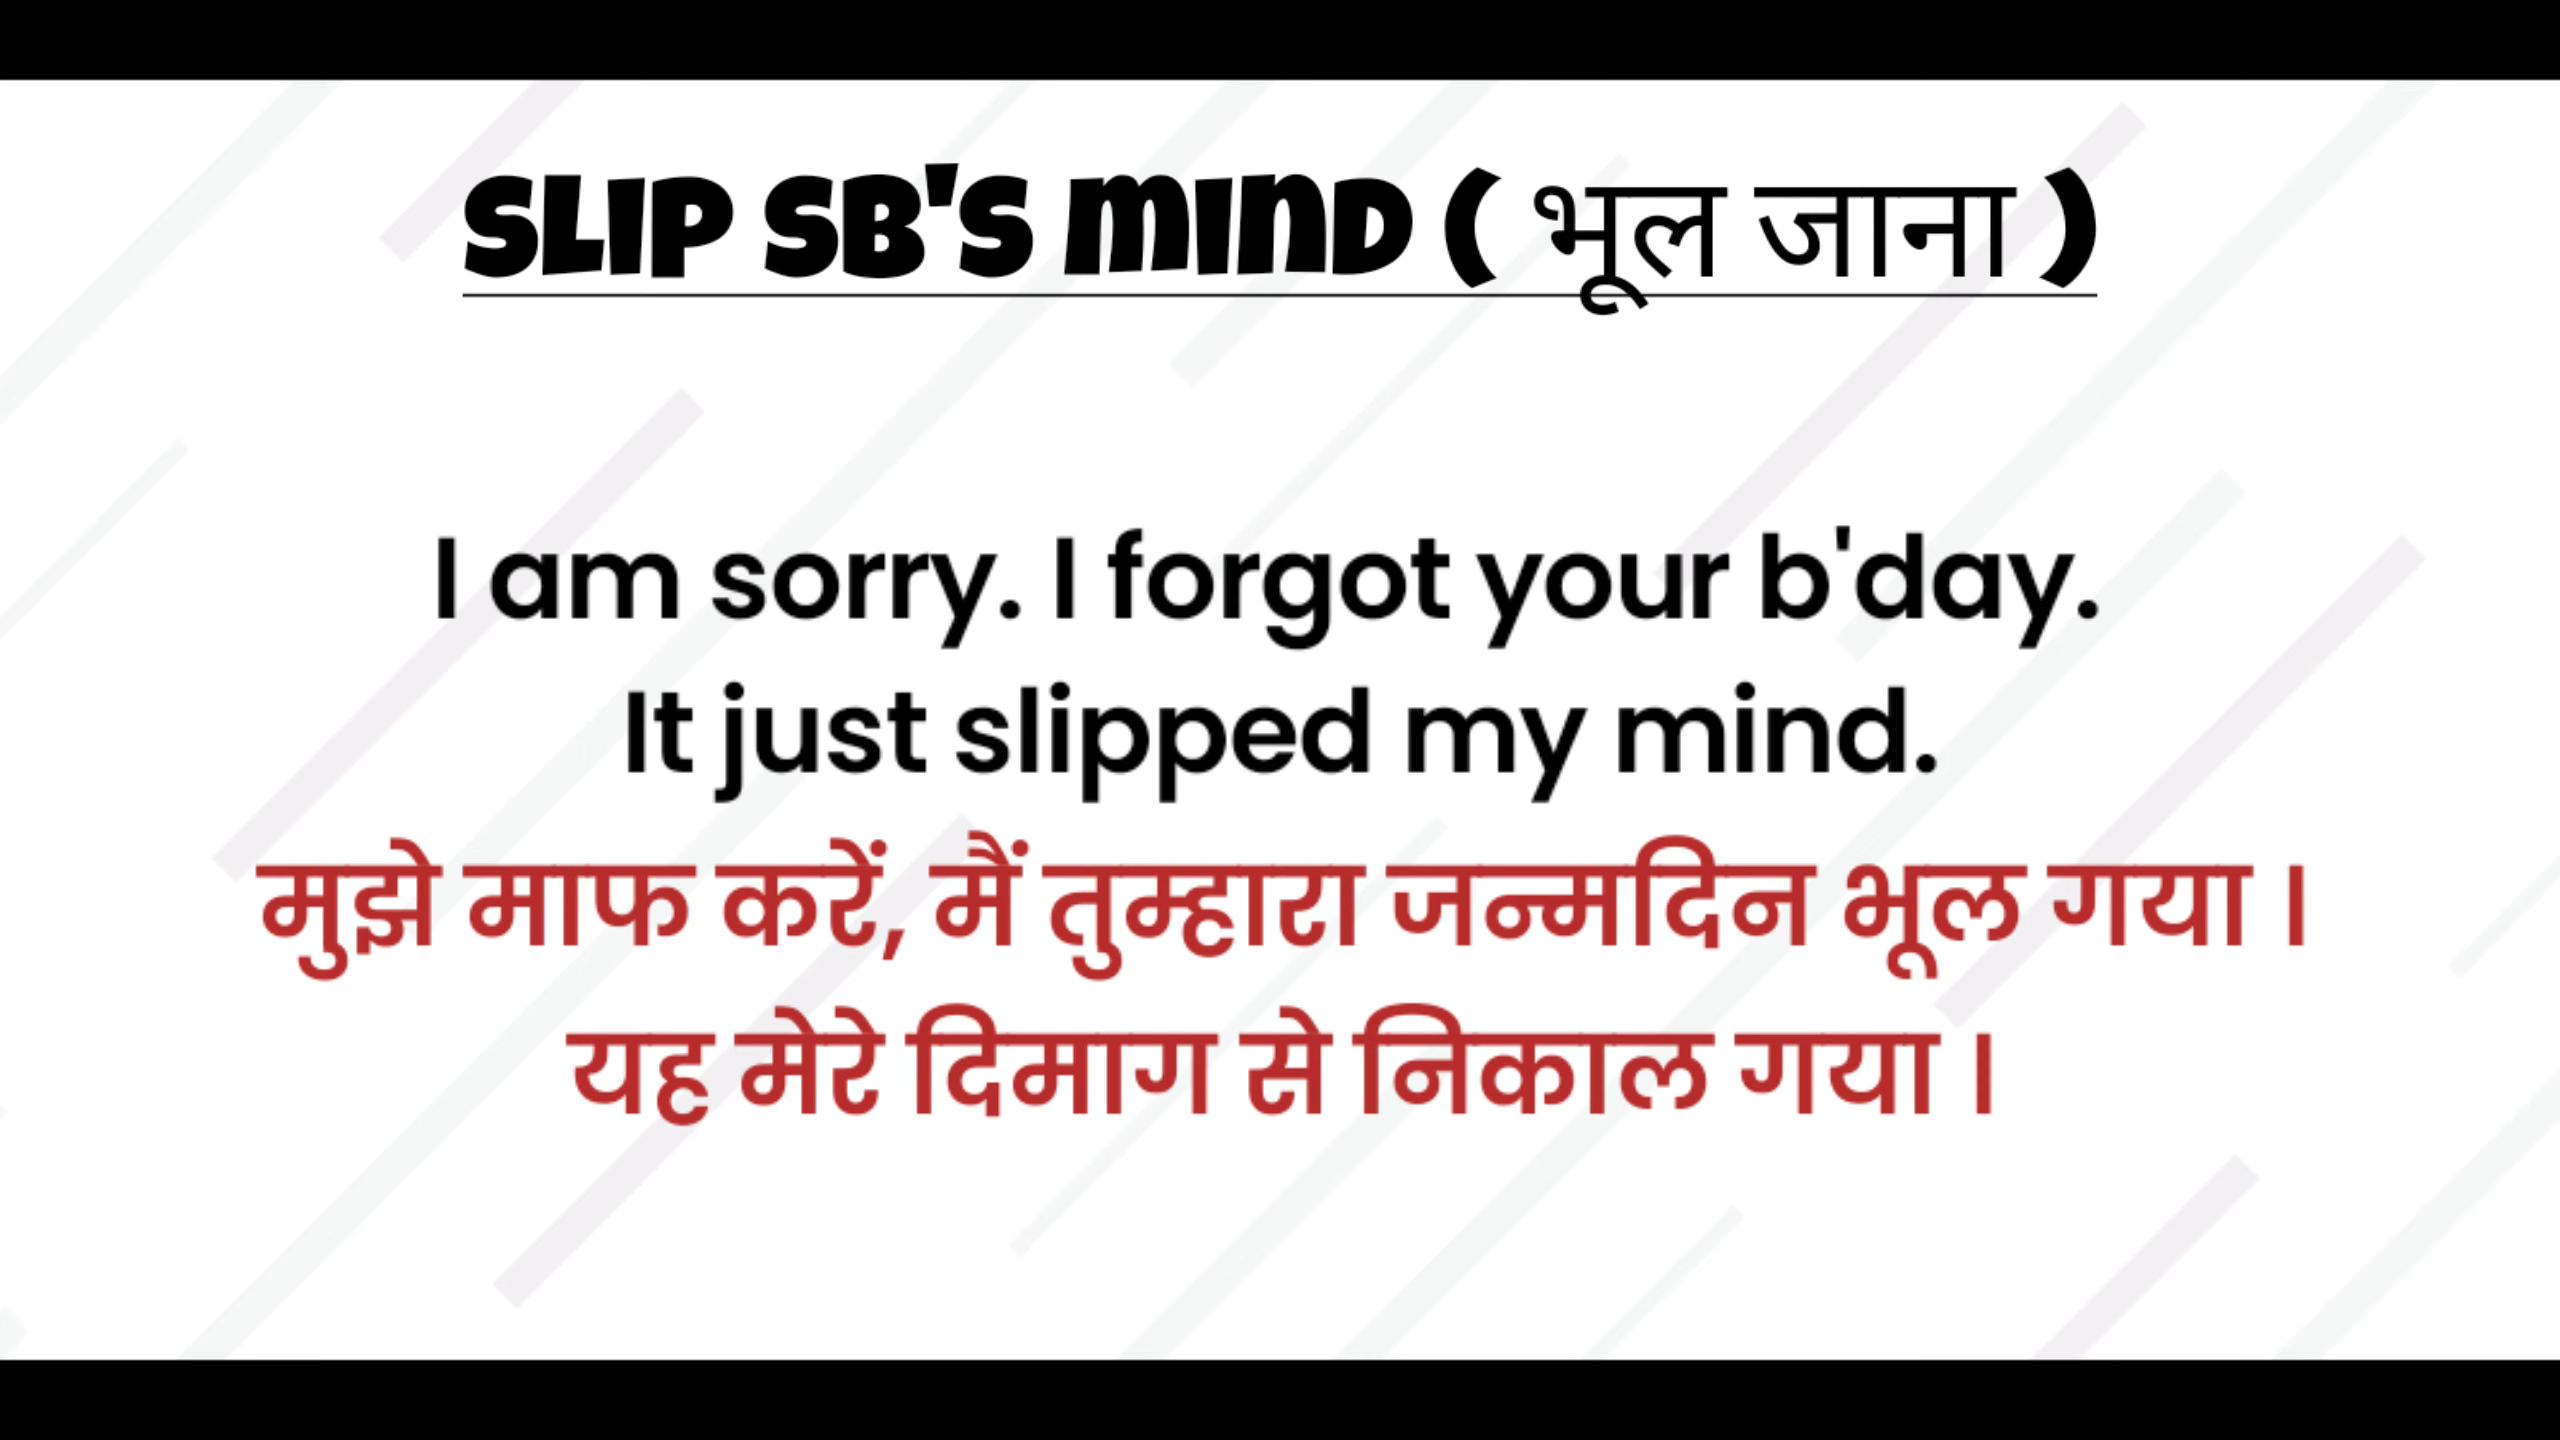 SLIP SB'S MIND ( भूल जाना )
I am sorry. I forgot your b'day.
It just slipped my mind.
मुझे माफ करें, मैं तुम्हारा जन्मदिन भूल गया ।
यह मेरे दिमाग से निकाल गया ।